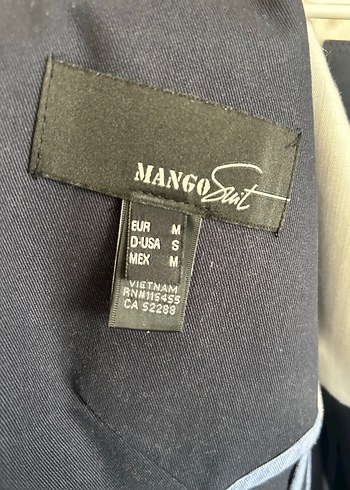 MANGO Suit
EUR M
D-USA S
MEX M
VIETNAM
RN#115455
CA 52288